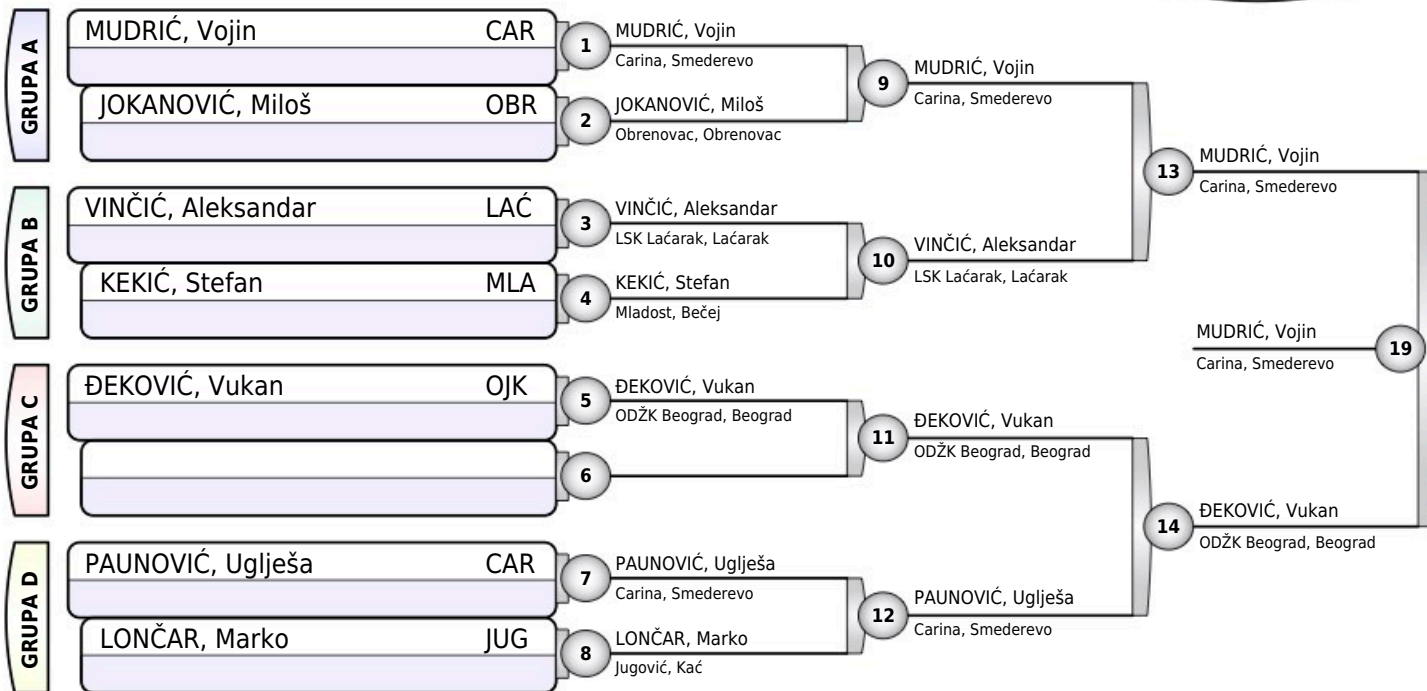 GRUPA A
MUDRIĆ, Vojin CAR
1
MUDRIĆ, Vojin
Carina, Smederevo
JOKANOVIĆ, Miloš OBR
2
JOKANOVIĆ, Miloš
Obrenovac, Obrenovac
9
MUDRIĆ, Vojin
Carina, Smederevo
GRUPA B
VINČIĆ, Aleksandar LAĆ
3
VINČIĆ, Aleksandar
LSK Laćarak, Laćarak
KEKIĆ, Stefan MLA
4
KEKIĆ, Stefan
Mladost, Bečej
10
VINČIĆ, Aleksandar
LSK Laćarak, Laćarak
13
MUDRIĆ, Vojin
Carina, Smederevo
GRUPA C
ĐEKOVIĆ, Vukan OJK
5
ĐEKOVIĆ, Vukan
ODŽK Beograd, Beograd
6
11
ĐEKOVIĆ, Vukan
ODŽK Beograd, Beograd
GRUPA D
PAUNOVIĆ, Uglješa CAR
7
PAUNOVIĆ, Uglješa
Carina, Smederevo
LONČAR, Marko JUG
8
LONČAR, Marko
Jugović, Kać
12
PAUNOVIĆ, Uglješa
Carina, Smederevo
14
ĐEKOVIĆ, Vukan
ODŽK Beograd, Beograd
MUDRIĆ, Vojin
Carina, Smederevo
19